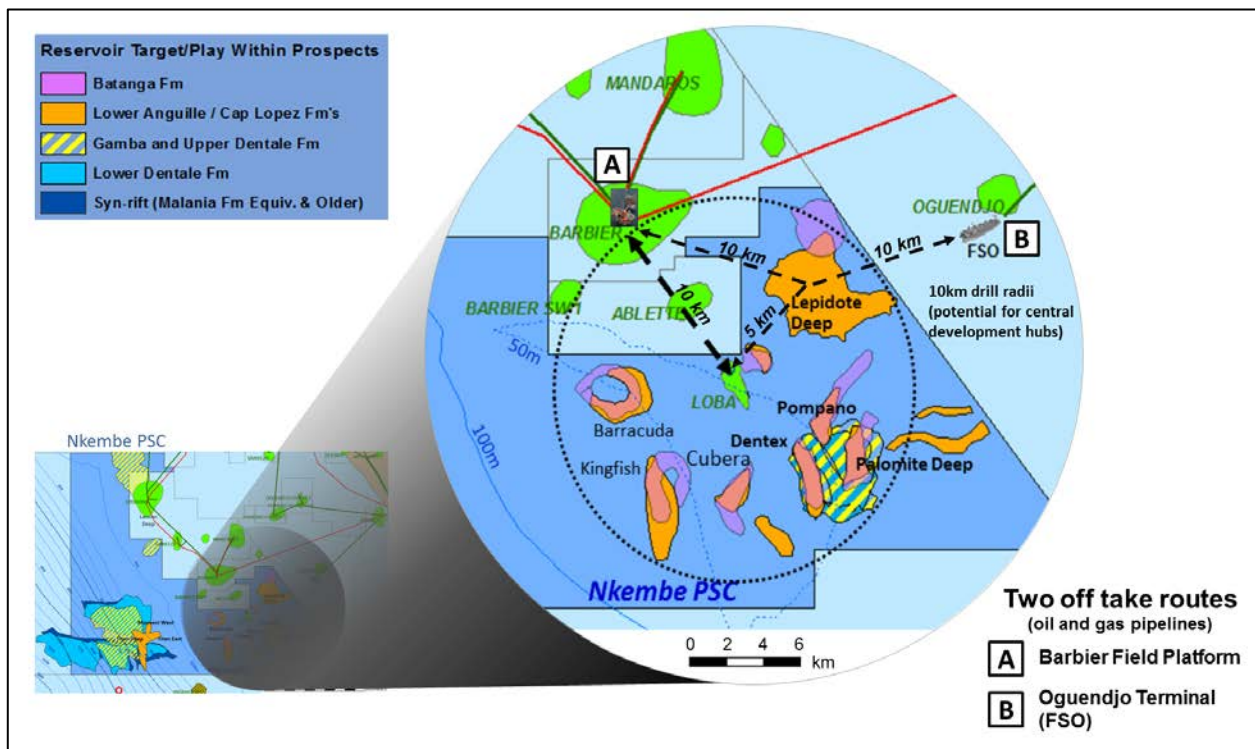 Reservoir Target/Play Within Prospects
Batanga Fm
Lower Anguille / Cap Lopez Fm's
Gamba and Upper Dentale Fm
Lower Dentale Fm
Syn-rift (Malania Fm Equiv. & Older)
MANDAROS
A
BARBIER
OGUENDJO
B
FSO
10 km
10 km
10 km
5 km
10km drill radii
(potential for central
development hubs)
Lepidote
Deep
BARBIER SW1
ABLETTE
50m
LOBA
100m
Barracuda
Pompano
Dentex
Kingfish
Cubera
Palomite Deep
Nkembe PSC
Nkembe PSC
0 2 4 6
km
Two off take routes
(oil and gas pipelines)
A Barbier Field Platform
B Oguendjo Terminal
(FSO)